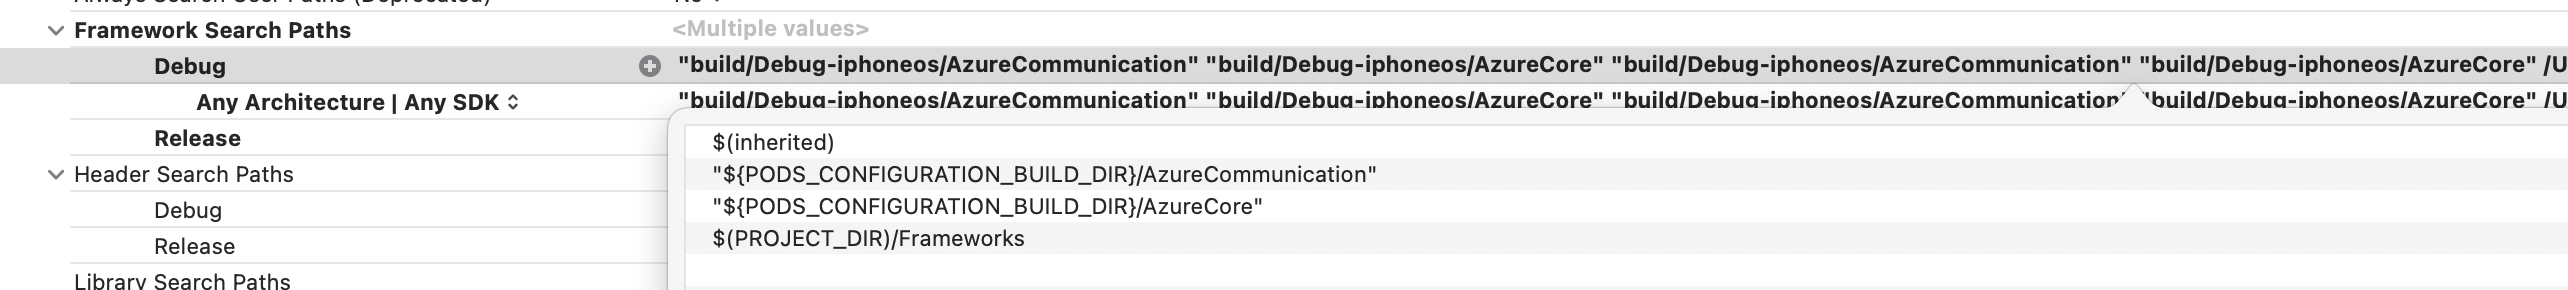 Always Search User Paths (Deprecated) No
Framework Search Paths <Multiple values>
Debug "build/Debug-iphoneos/AzureCommunication" "build/Debug-iphoneos/AzureCore" "build/Debug-iphoneos/AzureCommunication" "build/Debug-iphoneos/AzureCore" /U
Any Architecture | Any SDK "build/Debug-iphoneos/AzureCommunication" "build/Debug-iphoneos/AzureCore" "build/Debug-iphoneos/AzureCommunication" "build/Debug-iphoneos/AzureCore" /U
Release
Header Search Paths
Debug
Release
Library Search Paths
$(inherited)
"${PODS_CONFIGURATION_BUILD_DIR}/AzureCommunication"
"${PODS_CONFIGURATION_BUILD_DIR}/AzureCore"
$(PROJECT_DIR)/Frameworks